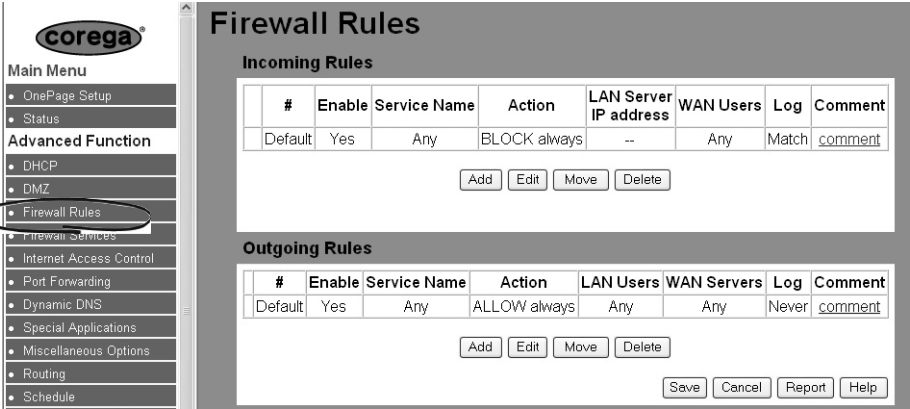 corega®
Main Menu
OnePage Setup
Status
Advanced Function
DHCP
DMZ
Firewall Rules
Firewall Services
Internet Access Control
Port Forwarding
Dynamic DNS
Special Applications
Miscellaneous Options
Routing
Schedule
Firewall Rules
Incoming Rules
# Enable Service Name Action LAN Server IP address WAN Users Log Comment
Default Yes Any BLOCK always -- Any Match comment
Add Edit Move Delete
Outgoing Rules
# Enable Service Name Action LAN Users WAN Servers Log Comment
Default Yes Any ALLOW always Any Any Never comment
Add Edit Move Delete
Save Cancel Report Help